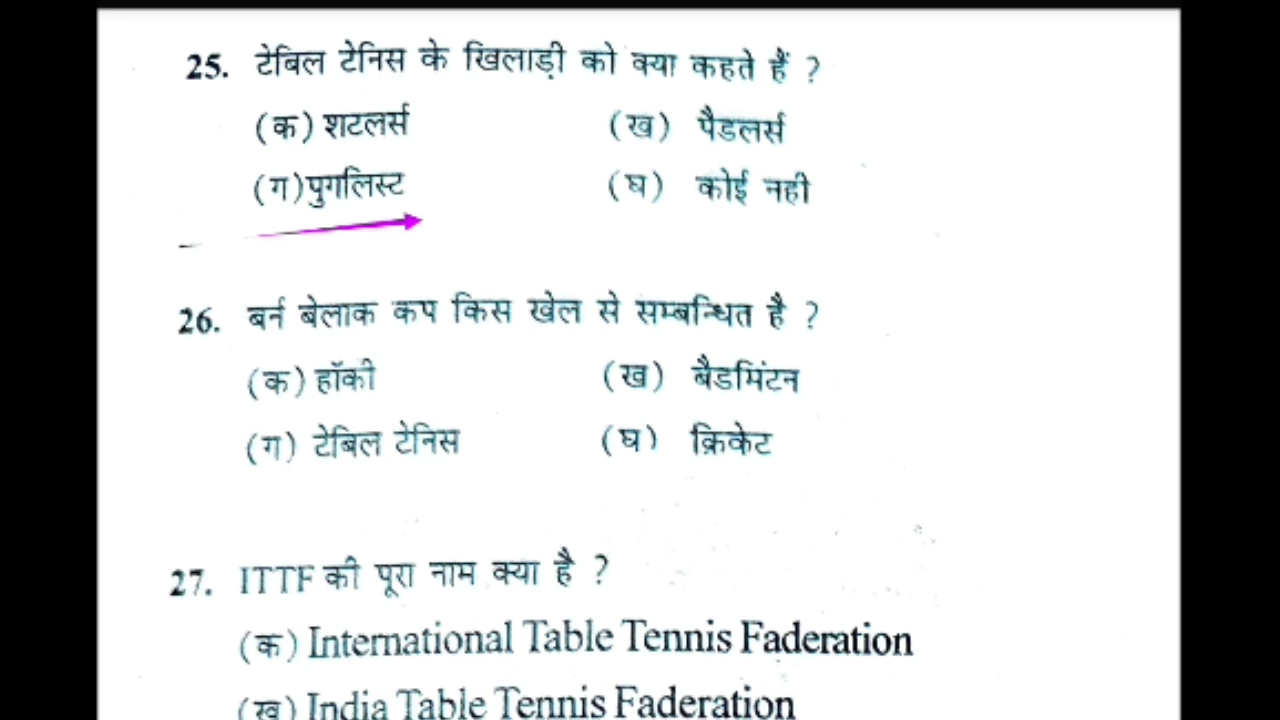 25. टेबिल टेनिस के खिलाड़ी को क्या कहते हैं ?
(क) शटलर्स (ख) पैडलर्स
(ग) पुगलिस्ट (घ) कोई नही
26. बर्न बेलाक कप किस खेल से सम्बन्धित है ?
(क) हॉकी (ख) बैडमिंटन
(ग) टेबिल टेनिस (घ) क्रिकेट
27. ITTF की पूरा नाम क्या है ?
(क) International Table Tennis Faderation
(ख) India Table Tennis Faderation